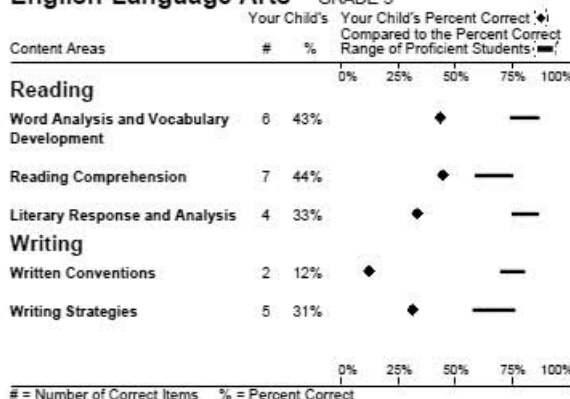 English-Language Arts GRADE
Your Child's Your Child's Percent Correct
Compared to the Percent Correct
Content Areas # % Range of Proficient Students
0% 25% 50% 75% 100%
Reading
Word Analysis and Vocabulary 6 43%
Development
Reading Comprehension 7 44%
Literary Response and Analysis 4 33%
Writing
Written Conventions 2 12%
Writing Strategies 5 31%
0% 25% 50% 75% 100%
# = Number of Correct Items % = Percent Correct